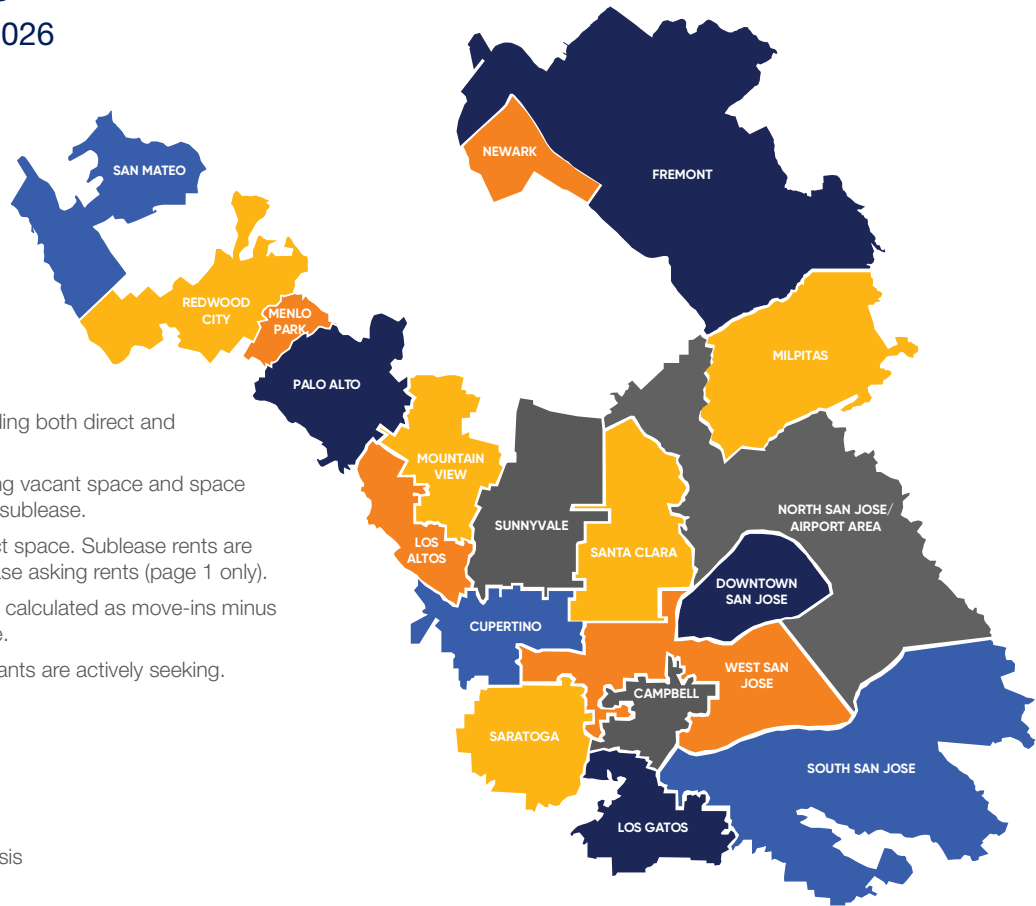 026
SAN MATEO
NEWARK
FREMONT
REDWOOD
CITY
MENLO
PARK
MILPITAS
PALO ALTO
ding both direct and
MOUNTAIN
VIEW
ng vacant space and space
sublease.
NORTH SAN JOSE/
AIRPORT AREA
SUNNYVALE
LOS
ALTOS
SANTA CLARA
ct space. Sublease rents are
ase asking rents (page 1 only).
DOWNTOWN
SAN JOSE
calculated as move-ins minus
e.
CUPERTINO
ants are actively seeking.
WEST SAN
JOSE
CAMPBELL
SARATOGA
SOUTH SAN JOSE
LOS GATOS
sis